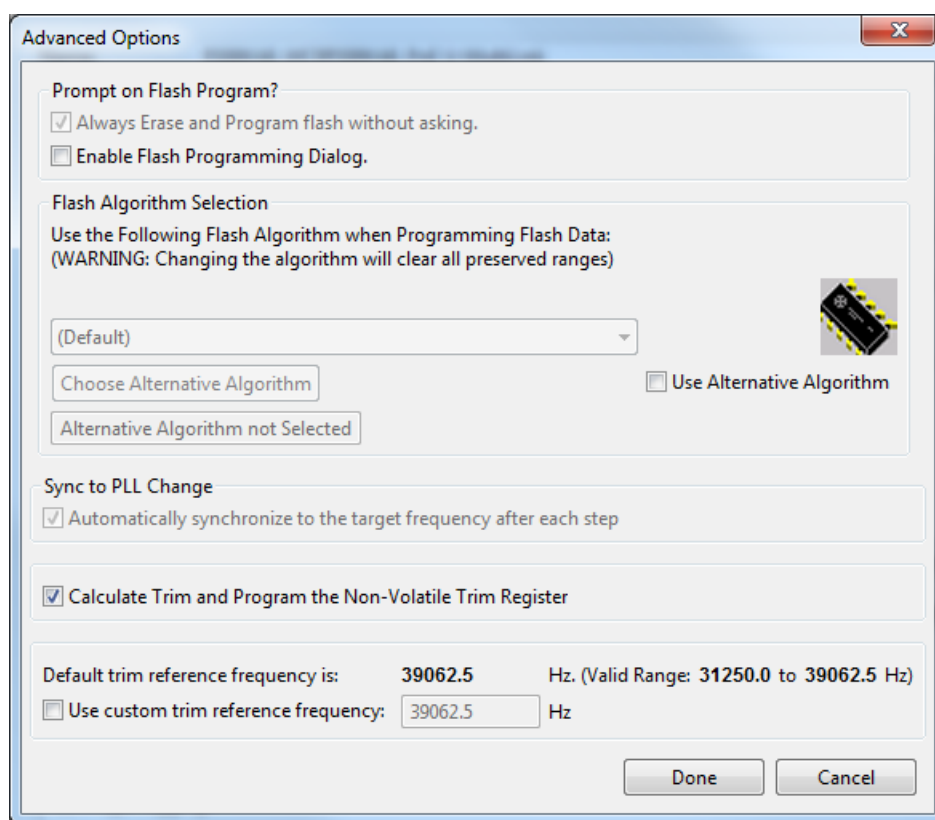 Advanced Options
Prompt on Flash Program?
Always Erase and Program flash without asking.
Enable Flash Programming Dialog.
Flash Algorithm Selection
Use the Following Flash Algorithm when Programming Flash Data:
(WARNING: Changing the algorithm will clear all preserved ranges)
(Default)
Choose Alternative Algorithm
Use Alternative Algorithm
Alternative Algorithm not Selected
Sync to PLL Change
Automatically synchronize to the target frequency after each step
Calculate Trim and Program the Non-Volatile Trim Register
Default trim reference frequency is: 39062.5 Hz. (Valid Range: 31250.0 to 39062.5 Hz)
Use custom trim reference frequency: 39062.5 Hz
Done Cancel